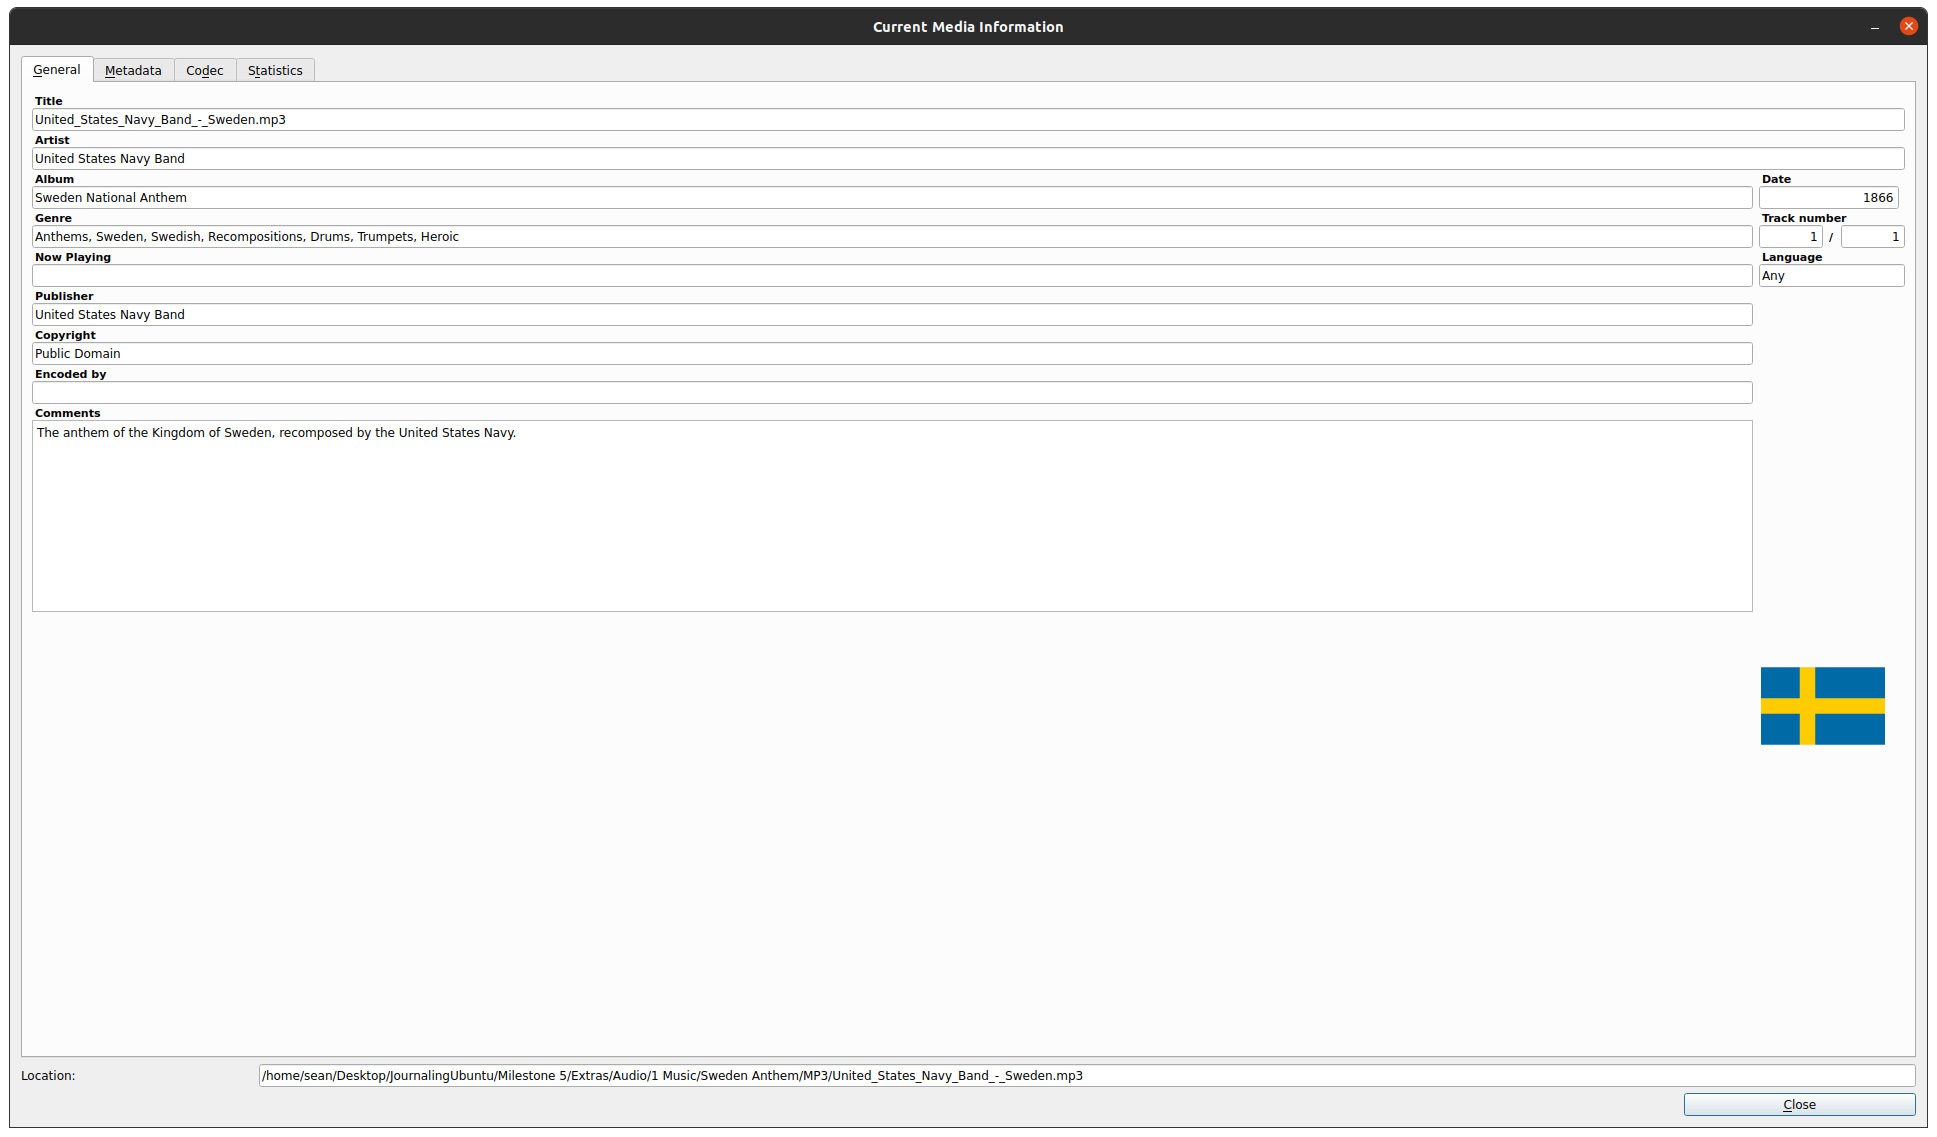 Current Media Information
General Metadata Codec Statistics
Title
United_States_Navy_Band_-_Sweden.mp3
Artist
United States Navy Band
Album Date
Sweden National Anthem 1866
Genre Track number
Anthems, Sweden, Swedish, Recompositions, Drums, Trumpets, Heroic 1 / 1
Now Playing Language
Any
Publisher
United States Navy Band
Copyright
Public Domain
Encoded by
Comments
The anthem of the Kingdom of Sweden, recomposed by the United States Navy.
Location: /home/sean/Desktop/JournalingUbuntu/Milestone 5/Extras/Audio/1 Music/Sweden Anthem/MP3/United_States_Navy_Band_-_Sweden.mp3
Close